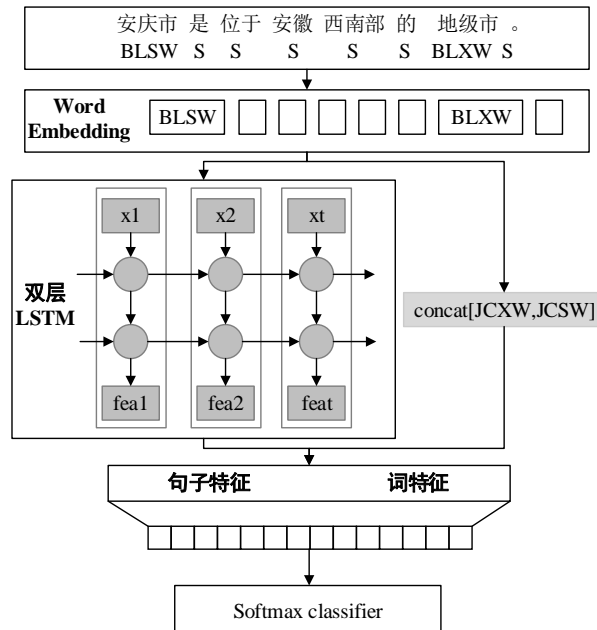 安庆市 是 位于 安徽 西南部 的 地级市 。
BLSW S S S S S BLXW S
Word
Embedding
BLSW
BLXW
x1 x2 xt
双层
LSTM
concat[JCXW,JCSW]
fea1 fea2 feat
句子特征 词特征
Softmax classifier